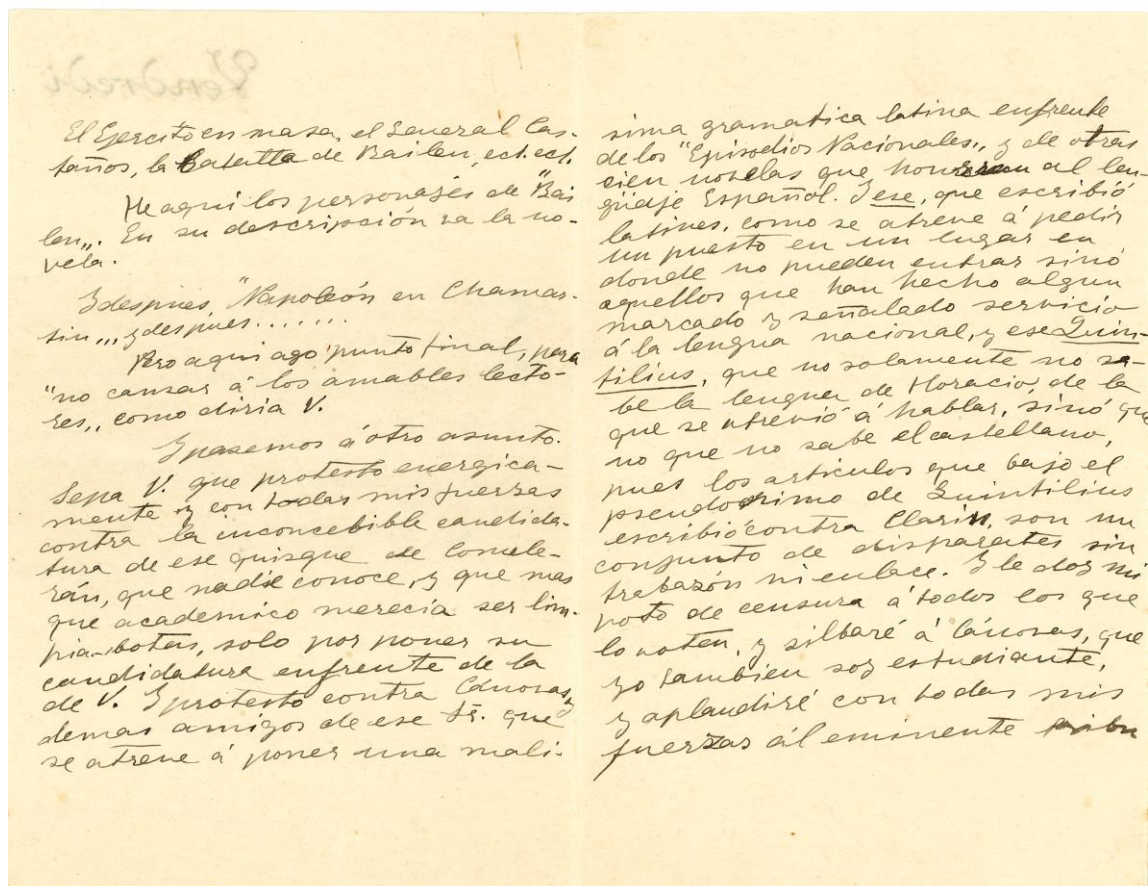 Vendredi
El Ejercito en masa, el General Cas-
taños, la Batalla de Bailen, ect. ect.
He aqui los personajes de "Bai
len„. En su descripción va la no-
vela.
Y despues, "Napoleón en Chamar-
tin„, y despues.......
Pero aqui ago punto final, para
"no cansar á los amables lecto-
res„ como diria V.
Y pasemos á otro asunto.
Sepa V. que protesto energica-
mente y con todas mis fuerzas
contra la inconcebible candida-
tura de ese quisque de Comele-
rán, que nadie conoce, y que mas
que academico merecia ser lim-
pia-botas, solo por poner su
candidatura enfrente de la
de V. Y protesto contra Cánovas y
demas amigos de ese Sr. que
se atreve á poner una mali-
sima gramatica latina enfrente
de los "Episodios Nacionales„ y de otras
cien novelas que honran al len-
guaje Español. Y ese, que escribió
latines, como se atreve á pedir
un puesto en un lugar en
donde no pueden entrar sinó
aquellos que han hecho algun
marcado y señalado servicio
á la lengua nacional, y ese Quin-
tilius, que no solamente no sa-
be la lengua de Horacio, de la
que se atrevió á hablar, sinó que
no que no sabe el castellano,
pues los articulos que bajo el
pseudonimo de Quintilius
escribió contra Clarin, son un
conjunto de disparates sin
trabazón ni enlace. Y le doy mi
voto de censura á todos los que
lo voten, y silbaré á Cánovas, que
yo tambien soy estudiante,
y aplaudiré con todas mis
fuerzas ál eminente